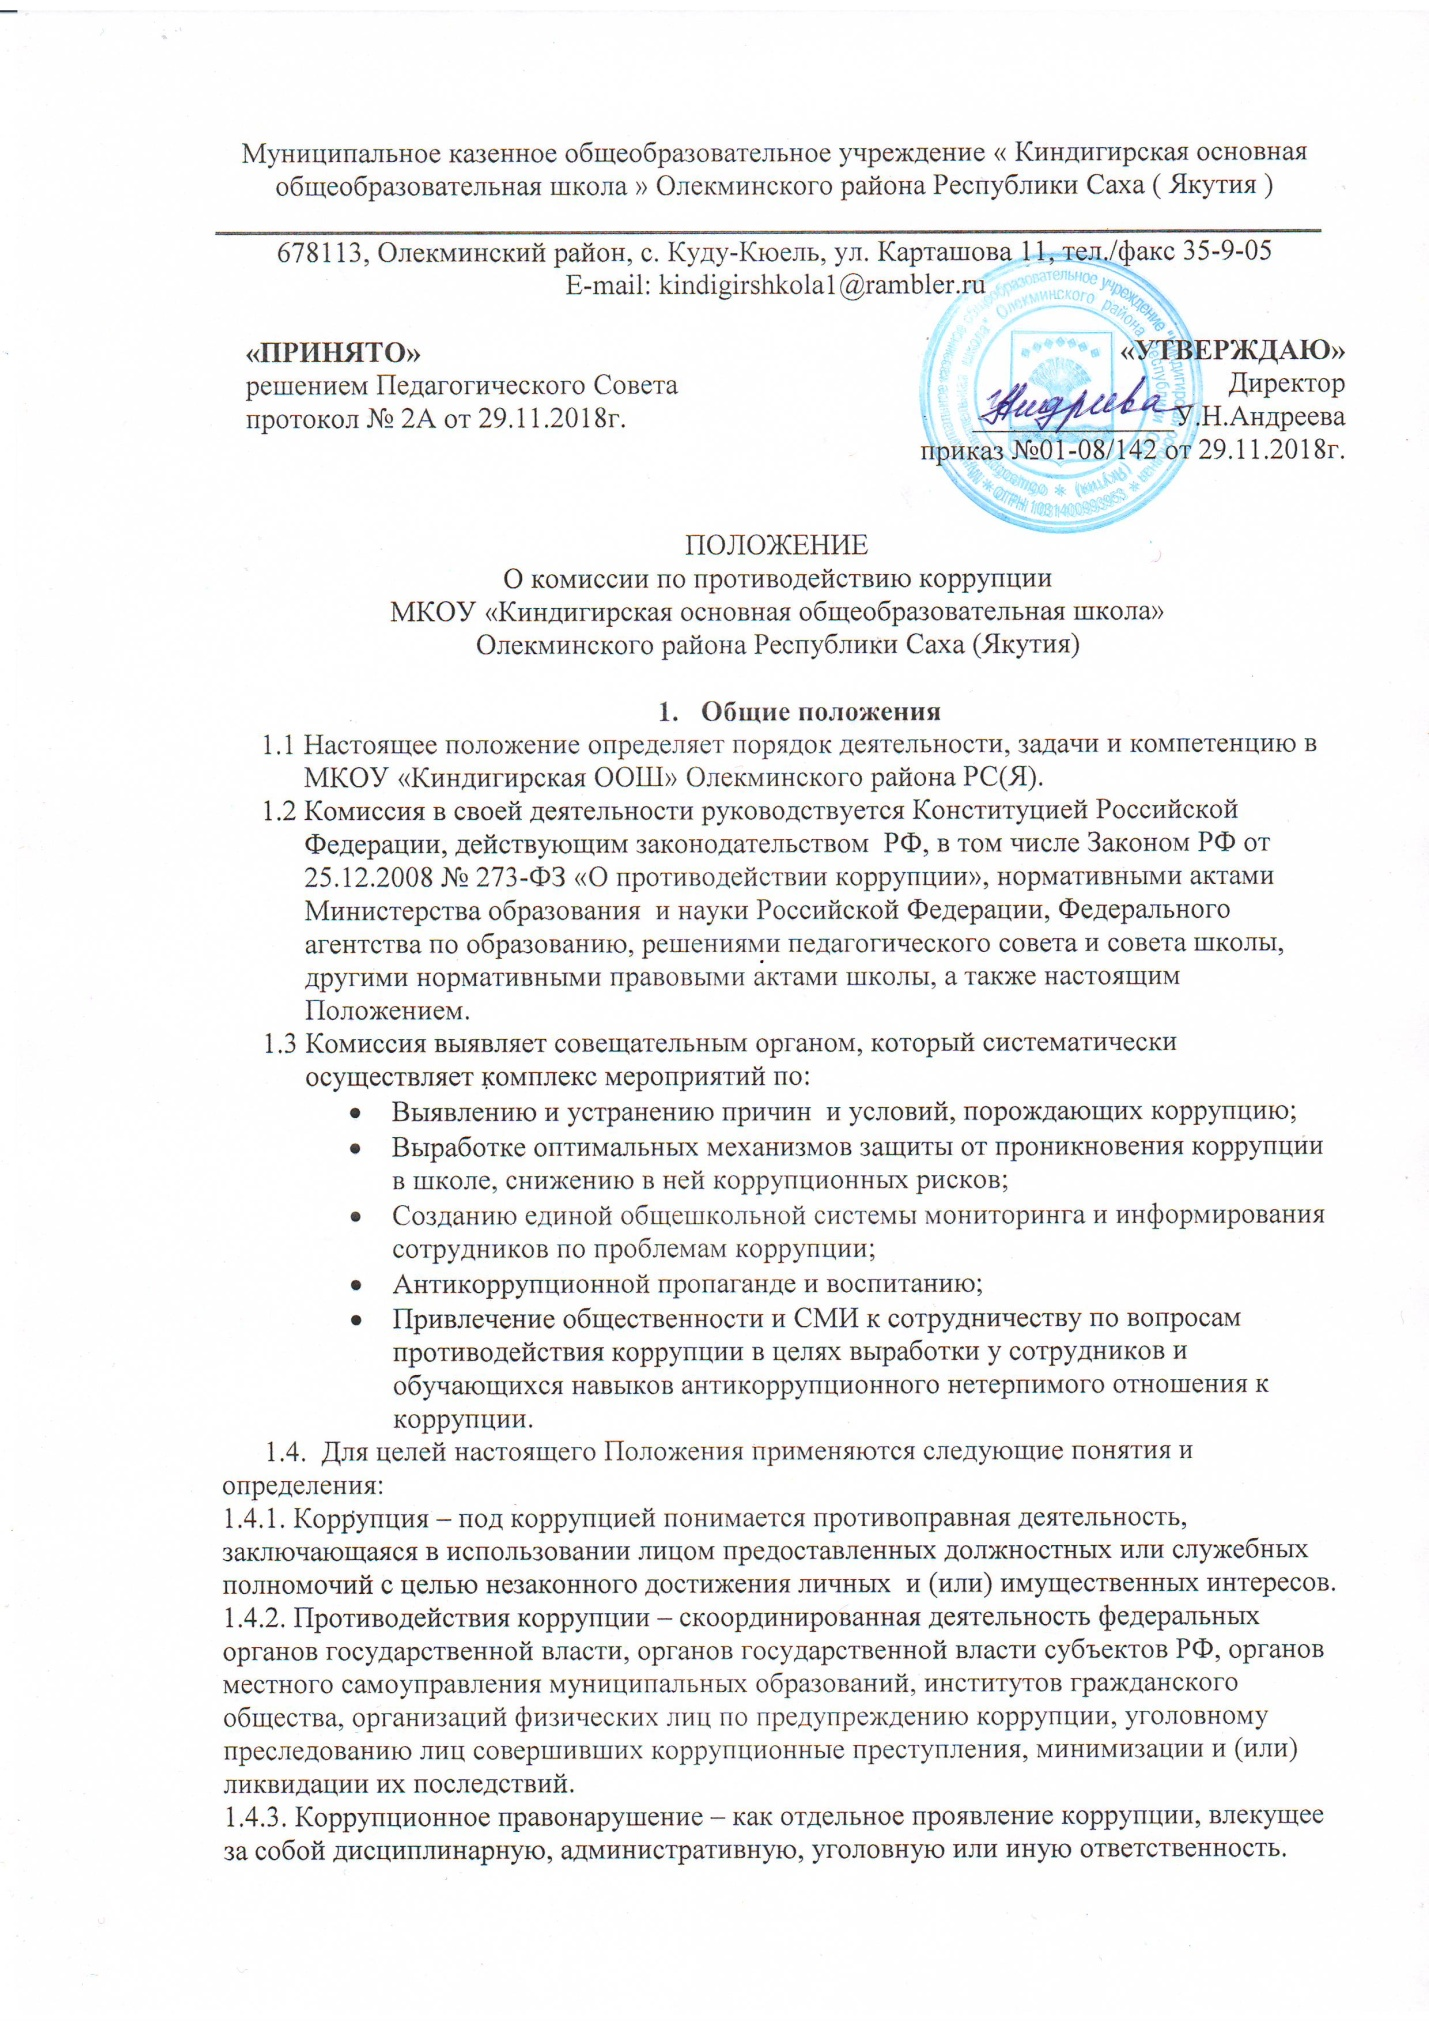 Муниципальное казенное общеобразовательное учреждение « Киндигирская основная
общеобразовательная школа » Олекминского района Республики Саха ( Якутия )
678113, Олекминский район, с. Куду-Кюель, ул. Карташова 11, тел./факс 35-9-05
E-mail: kindigirshkola1@rambler.ru
«ПРИНЯТО»
решением Педагогического Совета
протокол № 2А от 29.11.2018г.
«УТВЕРЖДАЮ»
Директор
У.Н.Андреева
приказ №01-08/142 от 29.11.2018г.
ПОЛОЖЕНИЕ
О комиссии по противодействию коррупции
МКОУ «Киндигирская основная общеобразовательная школа»
Олекминского района Республики Саха (Якутия)
1. Общие положения
1.1 Настоящее положение определяет порядок деятельности, задачи и компетенцию в
МКОУ «Киндигирская ООШ» Олекминского района РС(Я).
1.2 Комиссия в своей деятельности руководствуется Конституцией Российской
Федерации, действующим законодательством РФ, в том числе Законом РФ от
25.12.2008 № 273-ФЗ «О противодействии коррупции», нормативными актами
Министерства образования и науки Российской Федерации, Федерального
агентства по образованию, решениями педагогического совета и совета школы,
другими нормативными правовыми актами школы, а также настоящим
Положением.
1.3 Комиссия выявляет совещательным органом, который систематически
осуществляет комплекс мероприятий по:
• Выявлению и устранению причин и условий, порождающих коррупцию;
• Выработке оптимальных механизмов защиты от проникновения коррупции
в школе, снижению в ней коррупционных рисков;
• Созданию единой общешкольной системы мониторинга и информирования
сотрудников по проблемам коррупции;
• Антикоррупционной пропаганде и воспитанию;
• Привлечение общественности и СМИ к сотрудничеству по вопросам
противодействия коррупции в целях выработки у сотрудников и
обучающихся навыков антикоррупционного нетерпимого отношения к
коррупции.
1.4. Для целей настоящего Положения применяются следующие понятия и
определения:
1.4.1. Коррупция – под коррупцией понимается противоправная деятельность,
заключающаяся в использовании лицом предоставленных должностных или служебных
полномочий с целью незаконного достижения личных и (или) имущественных интересов.
1.4.2. Противодействия коррупции – скоординированная деятельность федеральных
органов государственной власти, органов государственной власти субъектов РФ, органов
местного самоуправления муниципальных образований, институтов гражданского
общества, организаций физических лиц по предупреждению коррупции, уголовному
преследованию лиц совершивших коррупционные преступления, минимизации и (или)
ликвидации их последствий.
1.4.3. Коррупционное правонарушение – как отдельное проявление коррупции, влекущее
за собой дисциплинарную, административную, уголовную или иную ответственность.